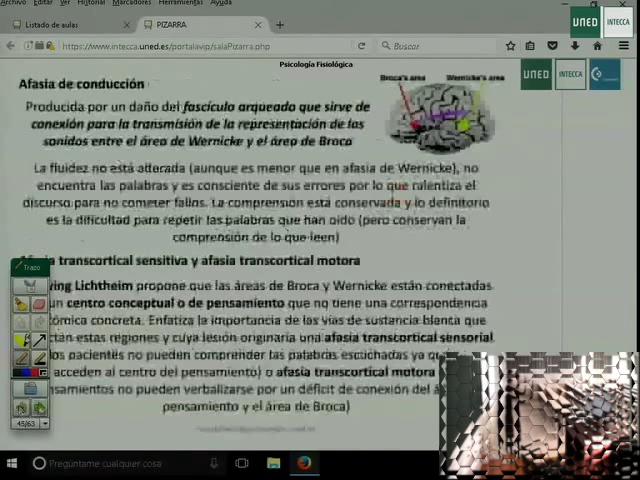 Archivo Editar Ver Historial Marcadores Herramientas Ayuda
Listado de aulas
PIZARRA
https://www.intecca.uned.es/portalavip/salaPizarra.php
Buscar
UNED
INTECCA
Psicología Fisiológica
UNED
INTECCA
Afasia de conducción
Broca's area
Wernicke's area
Producida por un daño del fascículo arqueado que sirve de
conexión para la transmisión de la representación de los
sonidos entre el área de Wernicke y el área de Broca
La fluidez no está alterada (aunque es menor que en afasia de Wernicke), no
encuentra las palabras y es consciente de sus errores por lo que ralentiza el
discurso para no cometer fallos. La comprensión está conservada y lo definitorio
es la dificultad para repetir las palabras que han oído (pero conservan la
comprensión de lo que leen)
sia transcortical sensitiva y afasia transcortical motora
Trazo
ving Lichtheim propone que las áreas de Broca y Wernicke están conectadas
un centro conceptual o de pensamiento que no tiene una correspondencia
ómica concreta. Enfatiza la importancia de las vías de sustancia blanca que
ctan estas regiones y cuya lesión originaria una afasia transcortical sensorial
los pacientes no pueden comprender las palabras escuchadas ya qu
acceden al centro del pensamiento) o afasia transcortical motora
nsamientos no pueden verbalizarse por un déficit de conexión del á
pensamiento y el área de Broca)
45/63
Pregúntame cualquier cosa